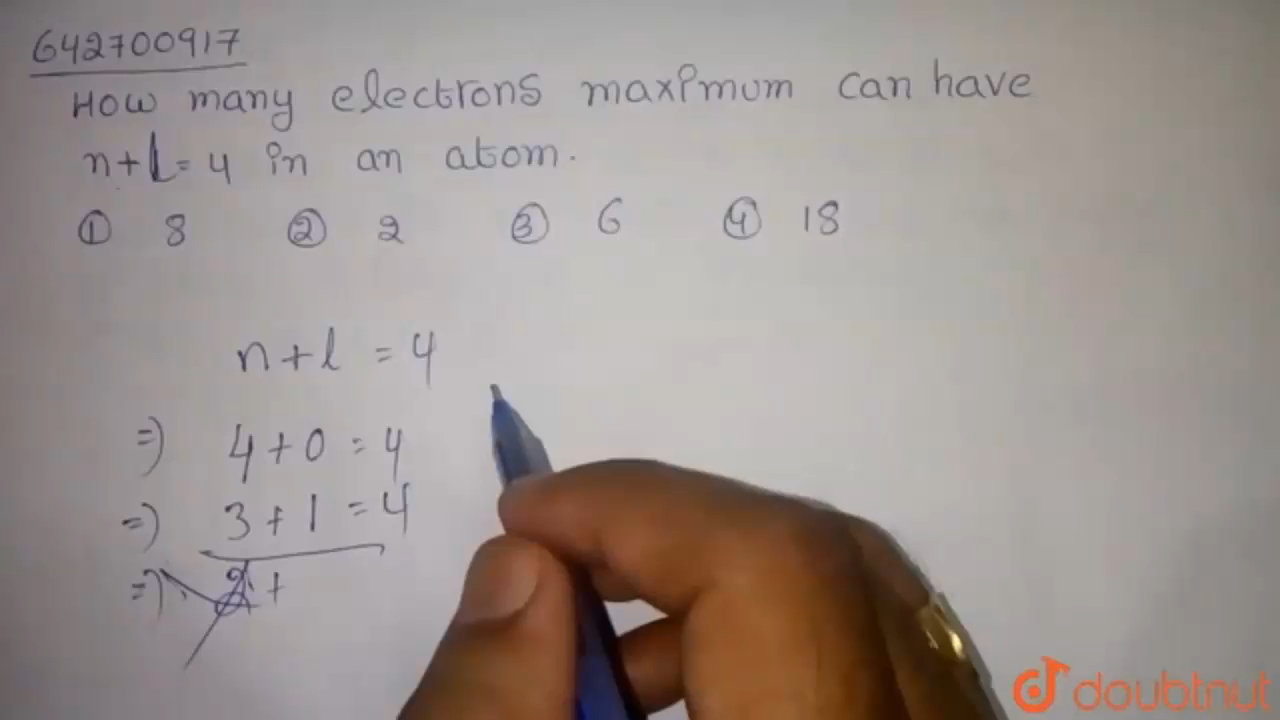 642700917
How many electrons maximum can have
n+l=4 in an atom.
① 8 ② 2 ③ 6 ④ 18
n+l = 4
=) 4+0 = 4
=) 3+1 = 4
=) 2+
doubtnut